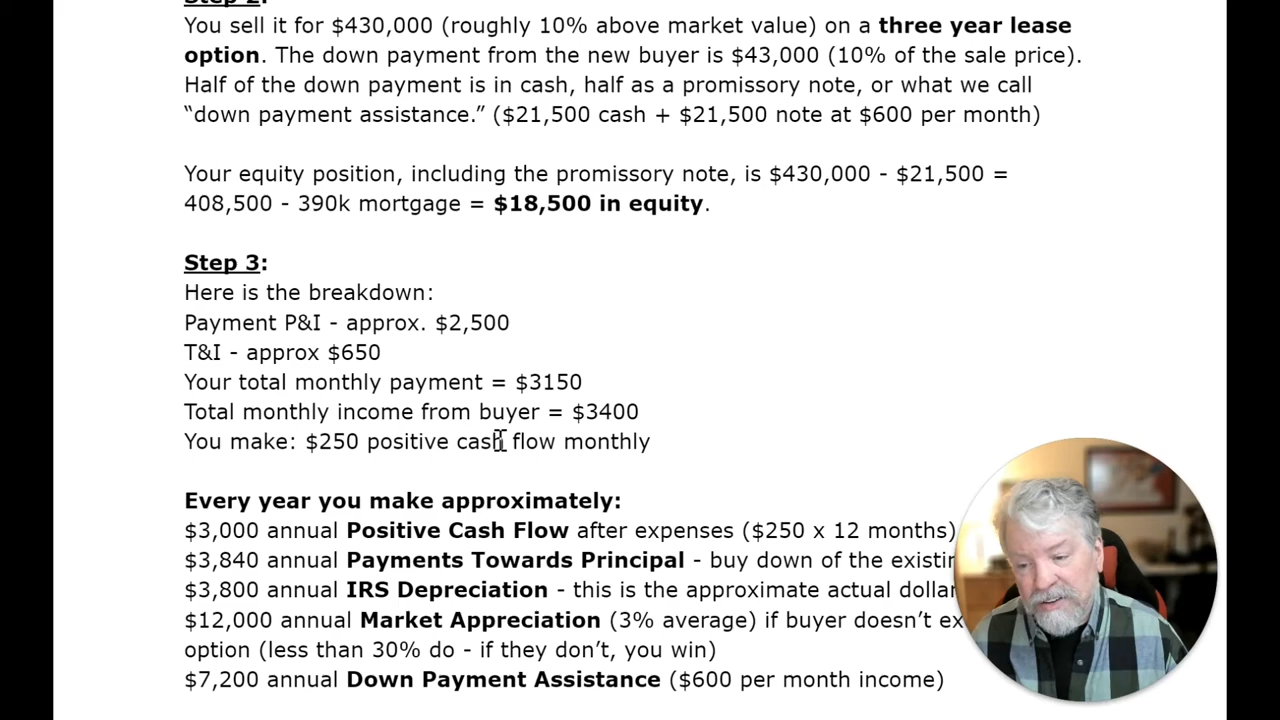 Step 2:
You sell it for $430,000 (roughly 10% above market value) on a three year lease
option. The down payment from the new buyer is $43,000 (10% of the sale price).
Half of the down payment is in cash, half as a promissory note, or what we call
“down payment assistance.” ($21,500 cash + $21,500 note at $600 per month)
Your equity position, including the promissory note, is $430,000 - $21,500 =
408,500 - 390k mortgage = $18,500 in equity.
Step 3:
Here is the breakdown:
Payment P&I - approx. $2,500
T&I - approx $650
Your total monthly payment = $3150
Total monthly income from buyer = $3400
You make: $250 positive cash flow monthly
Every year you make approximately:
$3,000 annual Positive Cash Flow after expenses ($250 x 12 months)
$3,840 annual Payments Towards Principal - buy down of the existin
$3,800 annual IRS Depreciation - this is the approximate actual dollar
$12,000 annual Market Appreciation (3% average) if buyer doesn’t ex
option (less than 30% do - if they don’t, you win)
$7,200 annual Down Payment Assistance ($600 per month income)